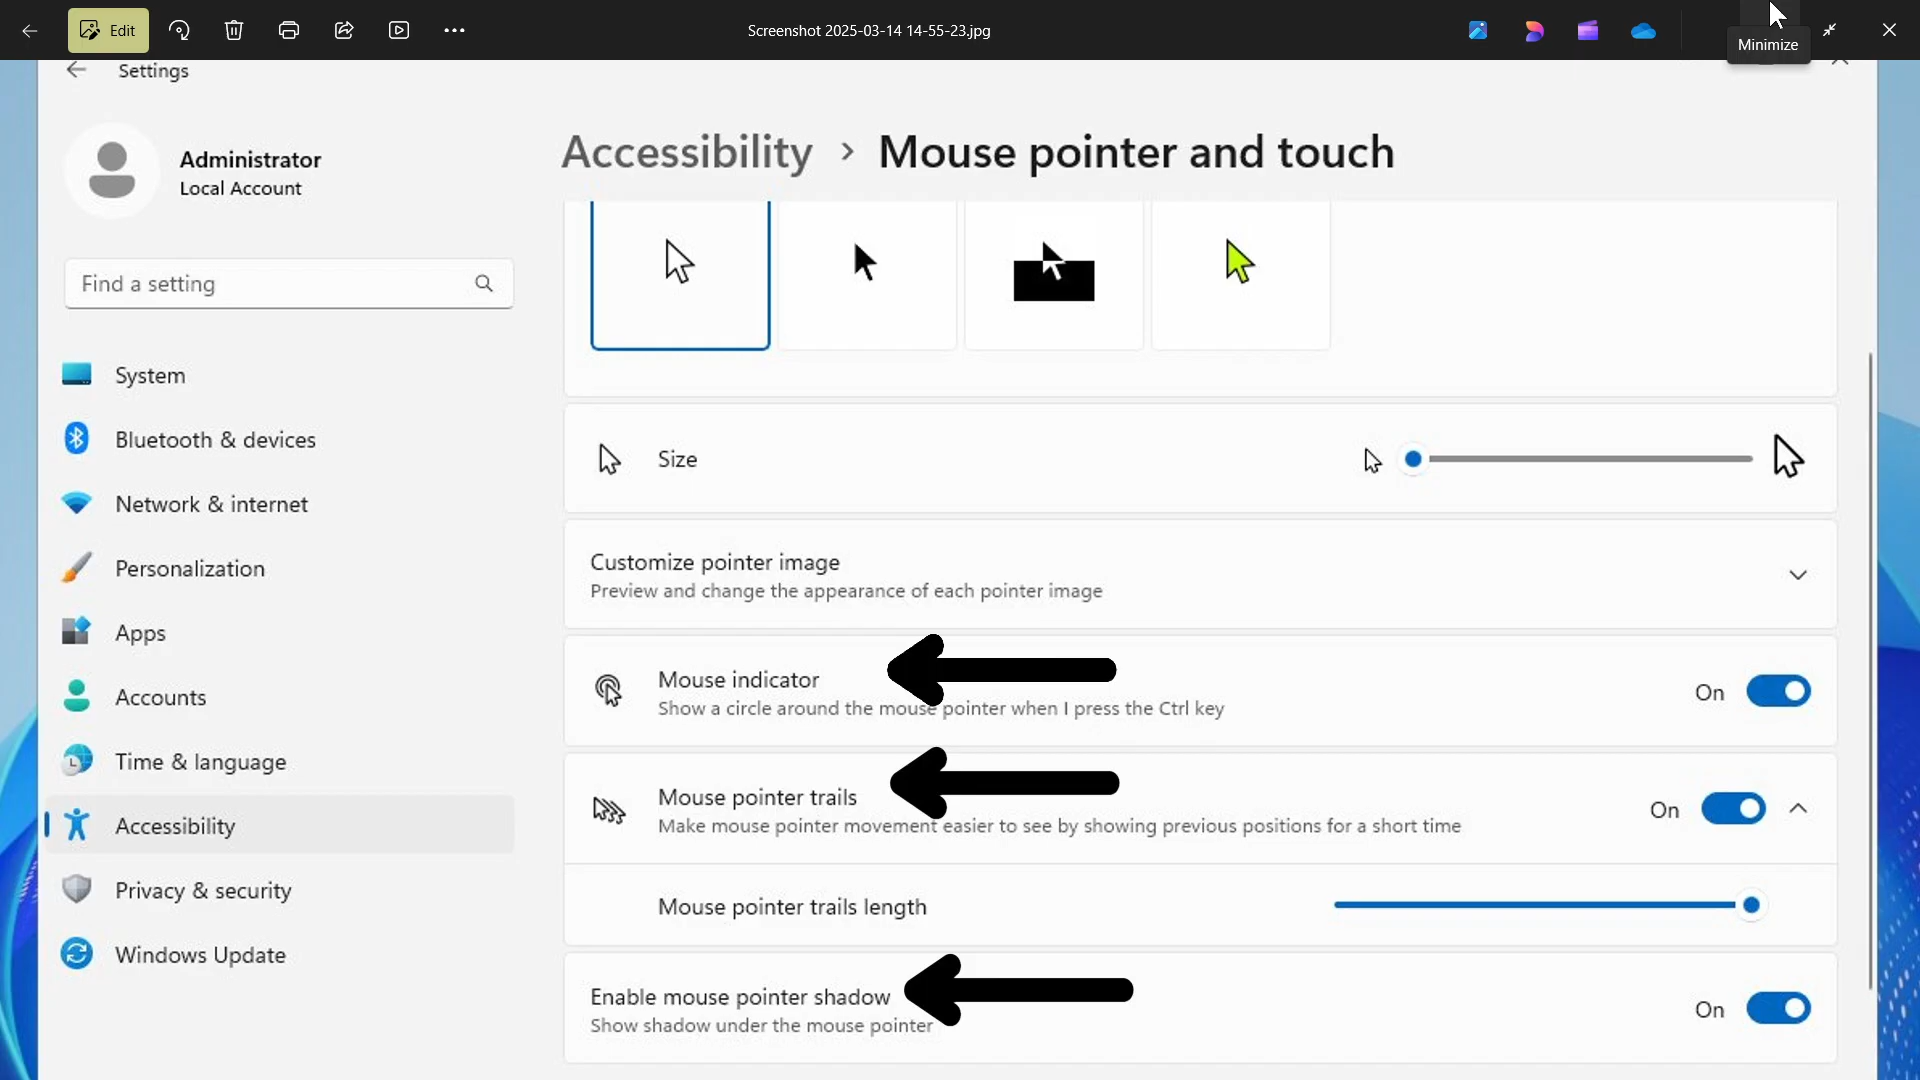 Edit
Screenshot 2025-03-14 14-55-23.jpg
Minimize
Settings
Administrator
Local Account
Find a setting
System
Bluetooth & devices
Network & internet
Personalization
Apps
Accounts
Time & language
Accessibility
Privacy & security
Windows Update
Accessibility > Mouse pointer and touch
Size
Customize pointer image
Preview and change the appearance of each pointer image
Mouse indicator
Show a circle around the mouse pointer when I press the Ctrl key
On
Mouse pointer trails
Make mouse pointer movement easier to see by showing previous positions for a short time
On
Mouse pointer trails length
Enable mouse pointer shadow
Show shadow under the mouse pointer
On